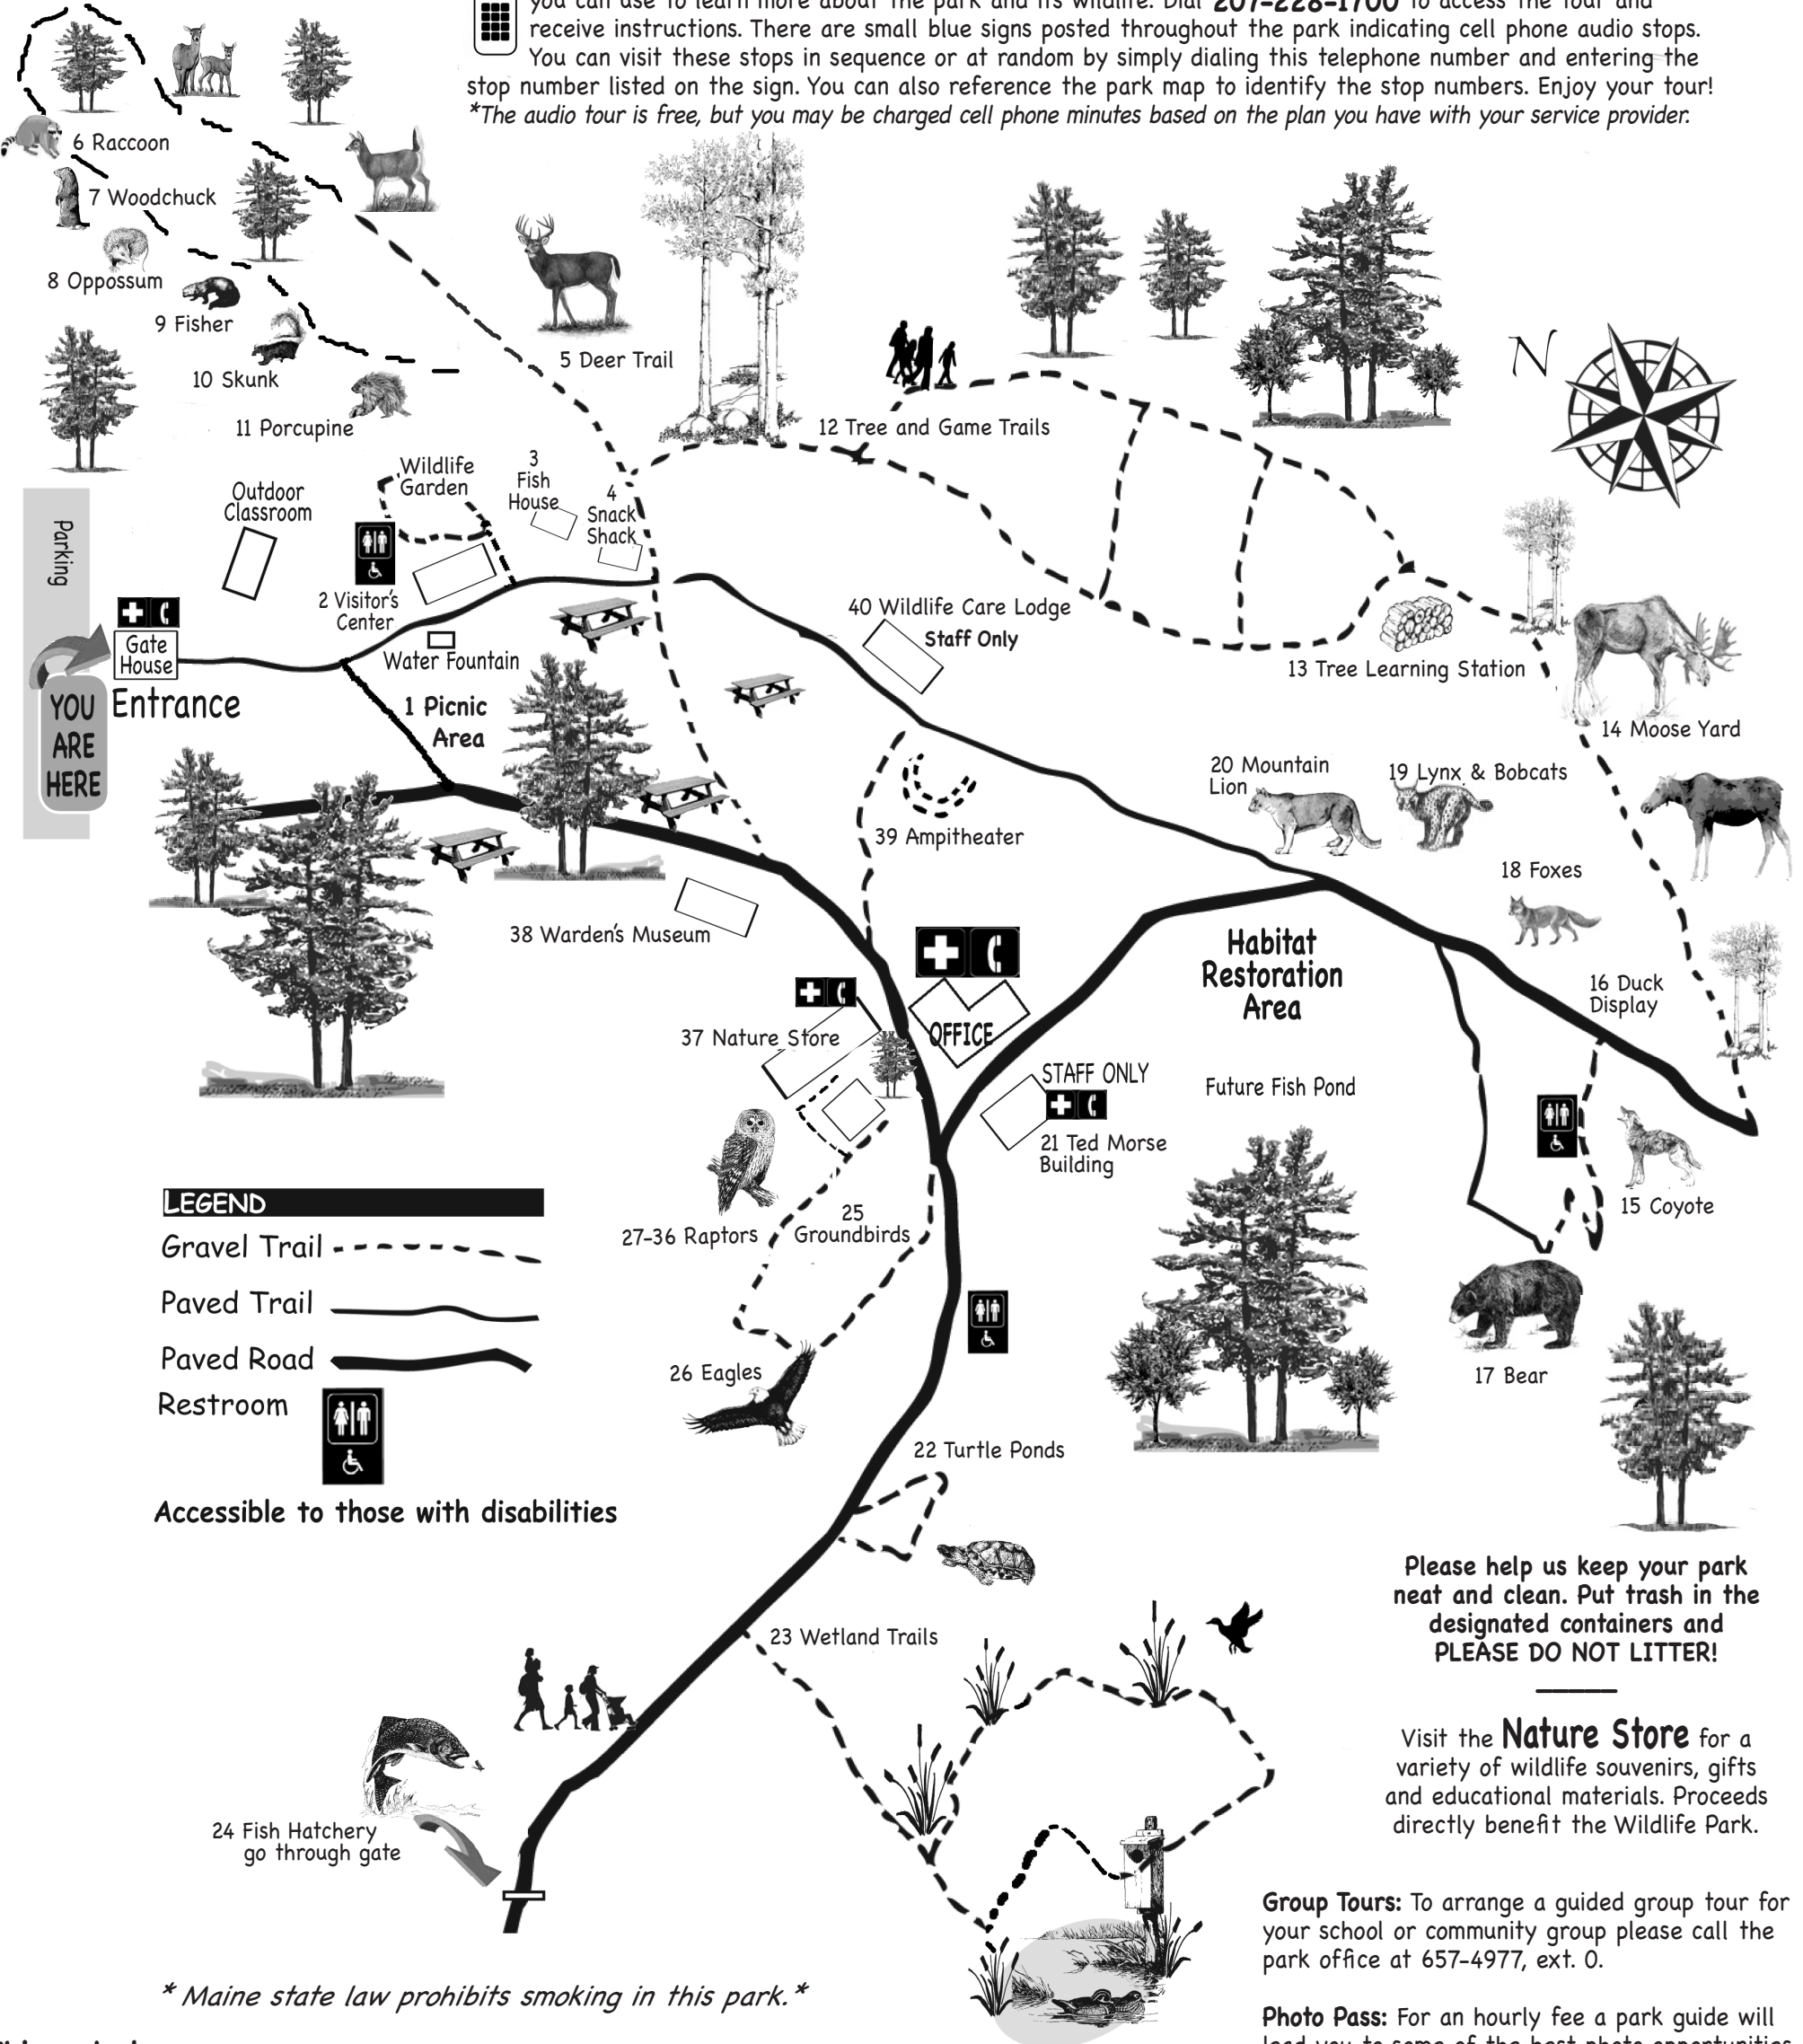 you can use to learn more about the park and its wildlife. Dial 207-228-1700 to access the tour and
receive instructions. There are small blue signs posted throughout the park indicating cell phone audio stops.
You can visit these stops in sequence or at random by simply dialing this telephone number and entering the
stop number listed on the sign. You can also reference the park map to identify the stop numbers. Enjoy your tour!
*The audio tour is free, but you may be charged cell phone minutes based on the plan you have with your service provider.
6 Raccoon
7 Woodchuck
8 Oppossum
9 Fisher
10 Skunk
11 Porcupine
5 Deer Trail
12 Tree and Game Trails
N
Wildlife
Garden
3
Fish
House
4
Snack
Shack
Outdoor
Classroom
Parking
2 Visitor's
Center
Gate
House
Water Fountain
YOU
ARE
HERE
Entrance
1 Picnic
Area
40 Wildlife Care Lodge
Staff Only
13 Tree Learning Station
14 Moose Yard
20 Mountain
Lion
19 Lynx & Bobcats
39 Ampitheater
18 Foxes
38 Warden's Museum
Habitat
Restoration
Area
16 Duck
Display
37 Nature Store
OFFICE
STAFF ONLY
Future Fish Pond
21 Ted Morse
Building
15 Coyote
LEGEND
Gravel Trail
Paved Trail
Paved Road
Restroom
Accessible to those with disabilities
27-36 Raptors
25
Groundbirds
26 Eagles
17 Bear
22 Turtle Ponds
23 Wetland Trails
24 Fish Hatchery
go through gate
Please help us keep your park
neat and clean. Put trash in the
designated containers and
PLEASE DO NOT LITTER!
Visit the Nature Store for a
variety of wildlife souvenirs, gifts
and educational materials. Proceeds
directly benefit the Wildlife Park.
Group Tours: To arrange a guided group tour for
your school or community group please call the
park office at 657-4977, ext. 0.
* Maine state law prohibits smoking in this park.*
Photo Pass: For an hourly fee a park guide will
lead you to some of the best photo opportunities